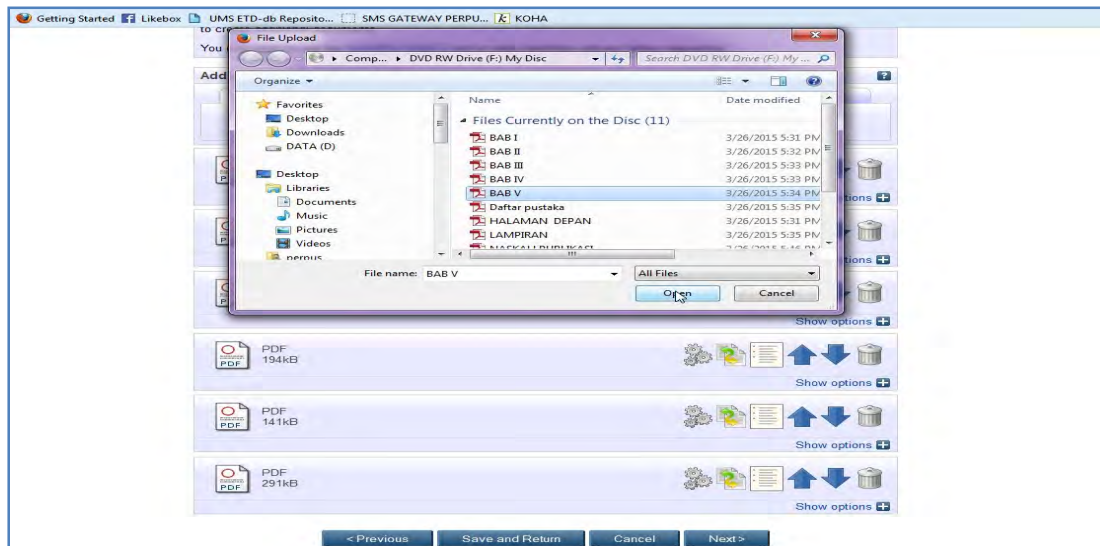 Getting Started Likebox UMS ETD-db Reposito... SMS GATEWAY PERPU... KOHA
You
Add
File Upload
Comp... DVD RW Drive (F:) My Disc Search DVD RW Drive (F:) My ...
Organize
Favorites
Desktop
Downloads
DATA (D)
Desktop
Libraries
Documents
Music
Pictures
Videos
perpus
Name Date modified
Files Currently on the Disc (11)
BAB I 3/26/2015 5:31 PM
BAB II 3/26/2015 5:32 PM
BAB III 3/26/2015 5:33 PM
BAB IV 3/26/2015 5:33 PM
BAB V 3/26/2015 5:34 PM
Daftar pustaka 3/26/2015 5:35 PM
HALAMAN DEPAN 3/26/2015 5:31 PM
LAMPIRAN 3/26/2015 5:35 PM
NASKAH PUBLIKASI
File name: BAB V All Files
Open Cancel
tions
tions
Show options
PDF PDF
194kB
Show options
PDF PDF
141kB
Show options
PDF PDF
291kB
Show options
< Previous Save and Return Cancel Next >